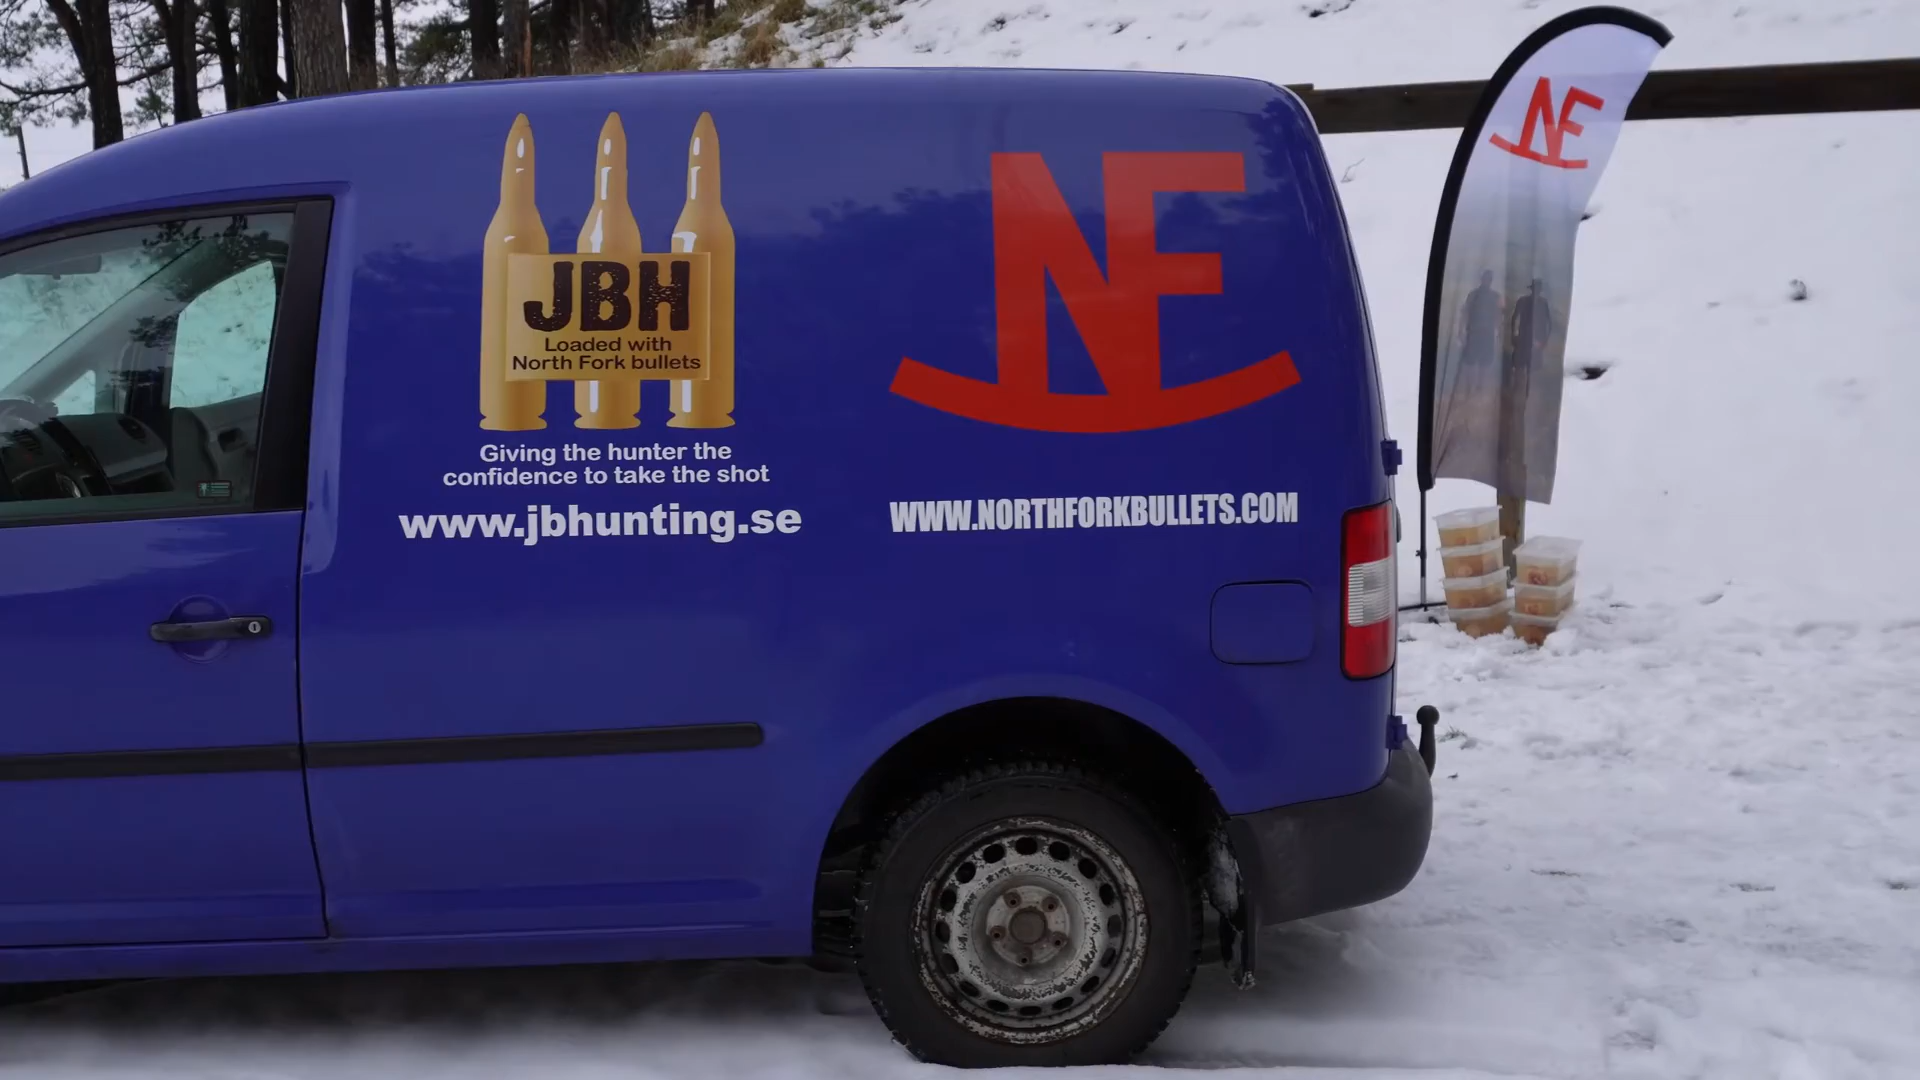 JBH
Loaded with
North Fork bullets
Giving the hunter the
confidence to take the shot
www.jbhunting.se
NF
WWW.NORTHFORKBULLETS.COM
NF